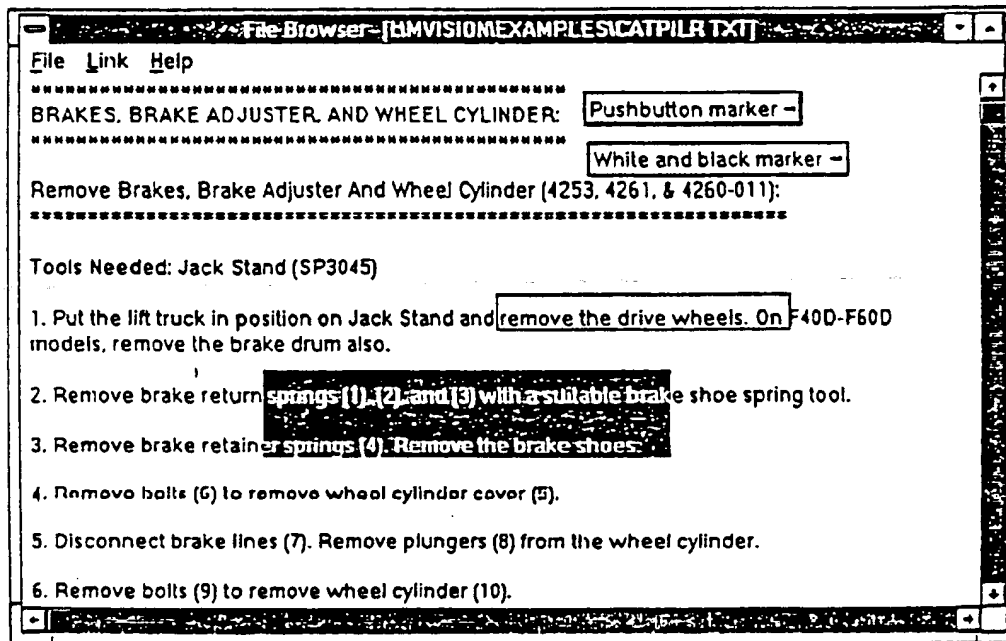 File Browser - [HMVISION\EXAMPLES\CATPILR.TXT]
File Link Help
************************************************
BRAKES, BRAKE ADJUSTER, AND WHEEL CYLINDER:
************************************************
Pushbutton marker –
White and black marker –
Remove Brakes, Brake Adjuster And Wheel Cylinder (4253, 4261, & 4260-011):
********************************************************************
Tools Needed: Jack Stand (SP3045)
1. Put the lift truck in position on Jack Stand and remove the drive wheels. On F40D-F60D
models, remove the brake drum also.
2. Remove brake return springs (1), (2), and (3) with a suitable brake shoe spring tool.
3. Remove brake retainer springs (4). Remove the brake shoes.
4. Remove bolts (6) to remove wheel cylinder cover (5).
5. Disconnect brake lines (7). Remove plungers (8) from the wheel cylinder.
6. Remove bolts (9) to remove wheel cylinder (10).